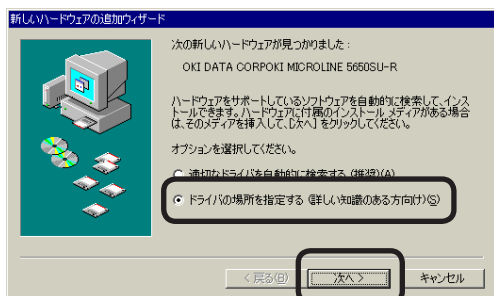 新しいハードウェアの追加ウィザード
次の新しいハードウェアが見つかりました：
OKI DATA CORPOKI MICROLINE 5650SU-R
ハードウェアをサポートしているソフトウェアを自動的に検索して、インス
トールできます。ハードウェアに付属のインストール メディアがある場合
は、そのメディアを挿入して、[次へ] をクリックしてください。
オプションを選択してください。
適切なドライバを自動的に検索する (推奨)(A)
ドライバの場所を指定する (詳しい知識のある方向け)(S)
< 戻る(B)
次へ >
キャンセル